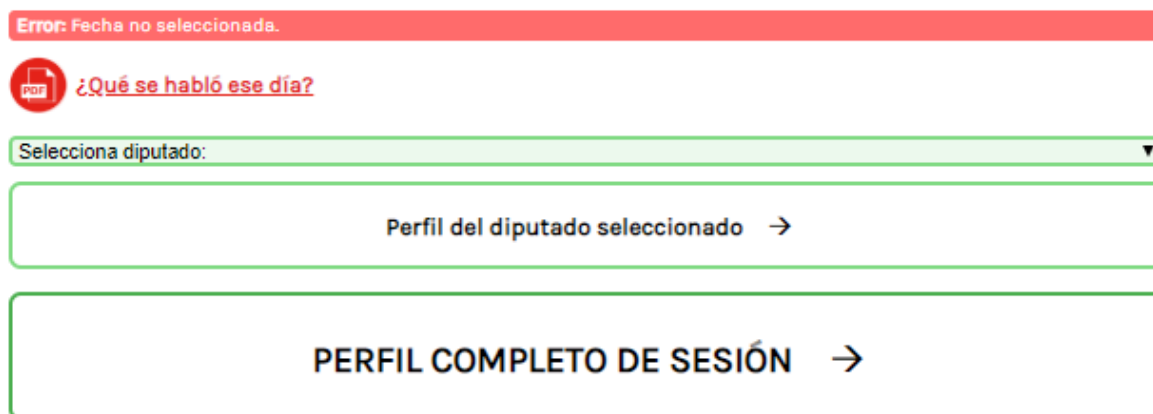 Error: Fecha no seleccionada.
PDF
¿Qué se habló ese día?
Selecciona diputado:
Perfil del diputado seleccionado →
PERFIL COMPLETO DE SESIÓN →